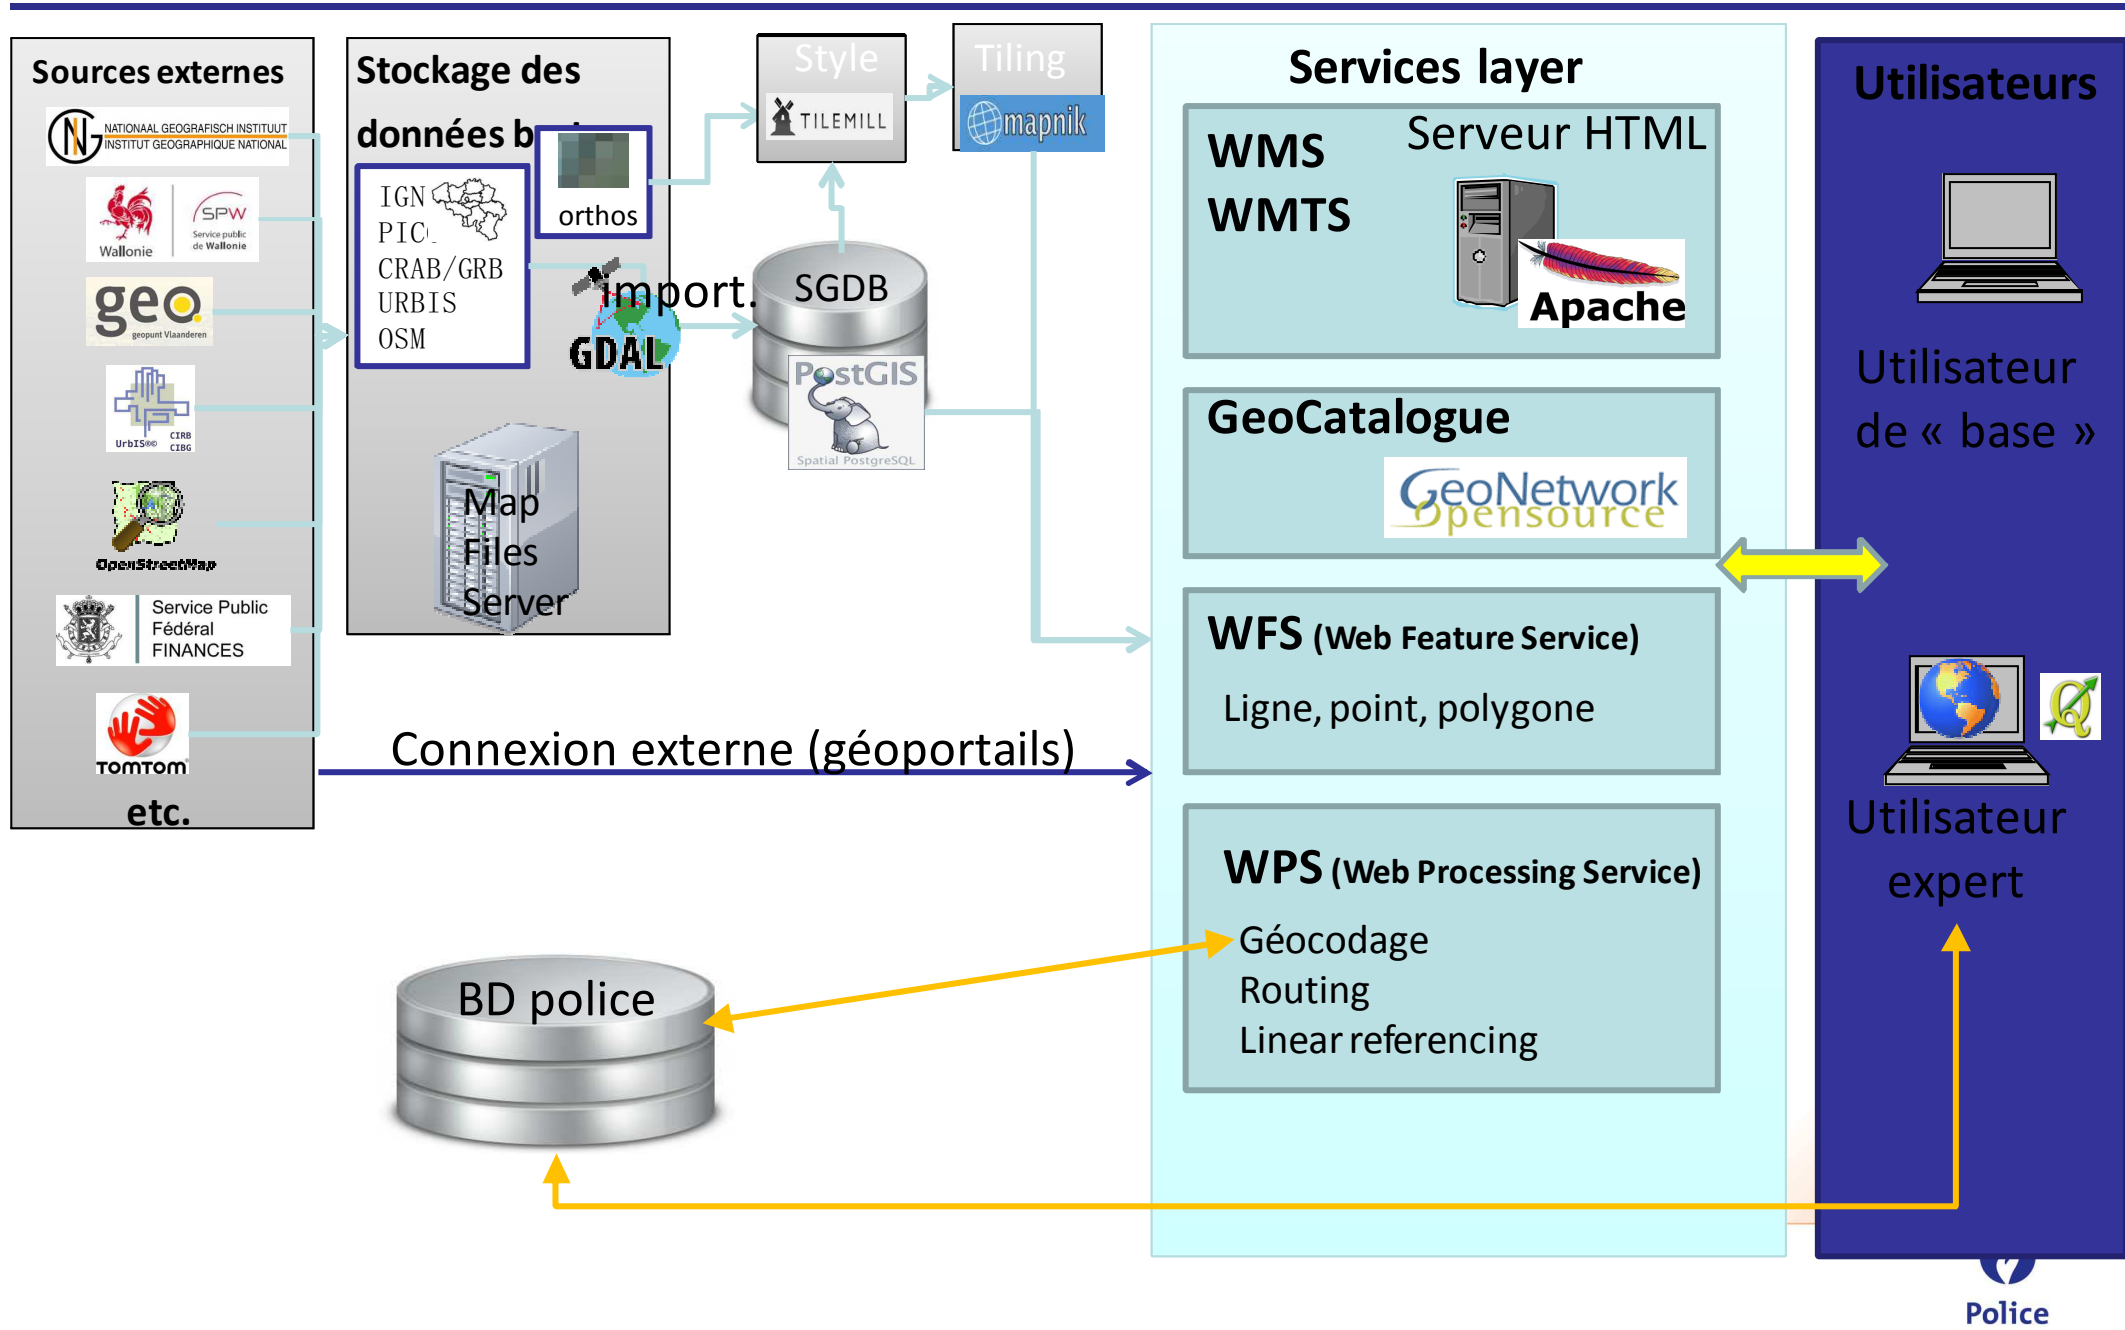 Sources externes
NATIONAAL GEOGRAFISCH INSTITUUT
INSTITUT GEOGRAPHIQUE NATIONAL
Wallonie
SPW
Service public
de Wallonie
geo
geopunt Vlaanderen
UrbIS©©
CIRB
CIBG
OpenStreetMap
Service Public
Fédéral
FINANCES
TOMTOM
etc.
Stockage des
données
IGN
CRAB/GRB
URBIS
OSM
orthos
import.
GDAL
Map
Files
Server
Style
TILEMILL
Tiling
mapnik
SGDB
PostGIS
Spatial PostgreSQL
Connexion externe (géoportails)
BD police
Services layer
WMS
WMTS
Serveur HTML
Apache
GeoCatalogue
GeoNetwork
Opensource
WFS (Web Feature Service)
Ligne, point, polygone
WPS (Web Processing Service)
Géocodage
Routing
Linear referencing
Utilisateurs
Utilisateur
de « base »
Utilisateur
expert
Police